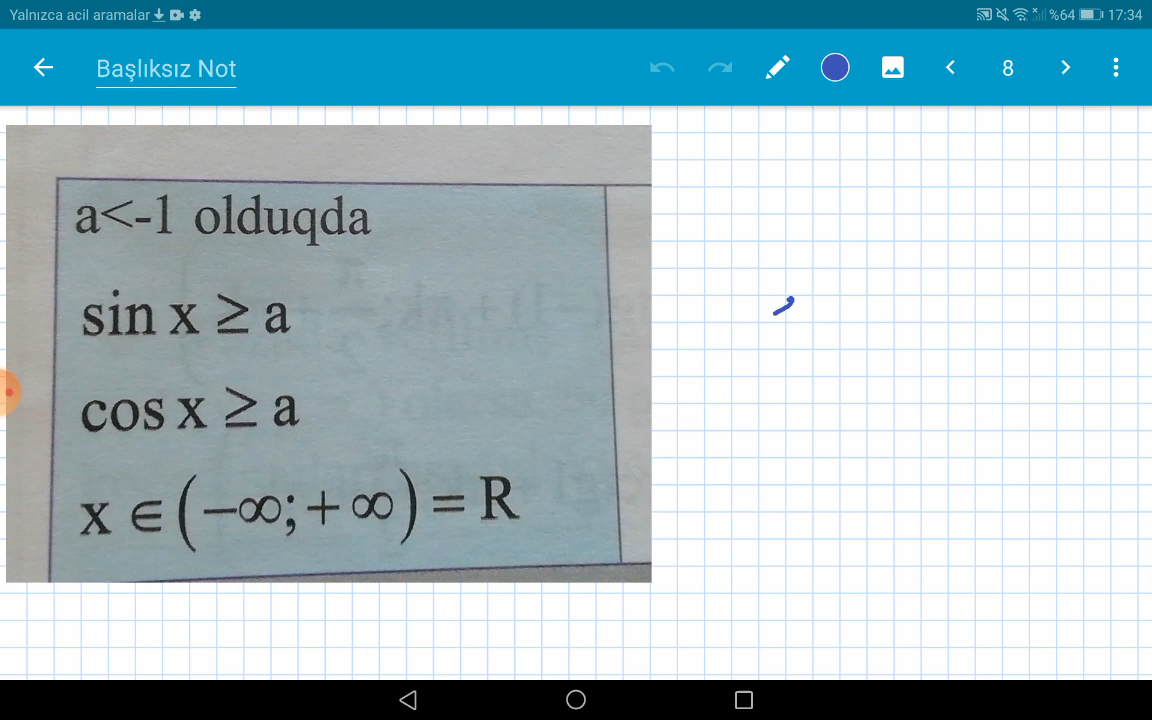 Yalnızca acil aramalar %64 17:34
Başlıksız Not 8
a<-1 olduqda
sin x ≥ a
cos x ≥ a
x ∈ (−∞; + ∞) = R